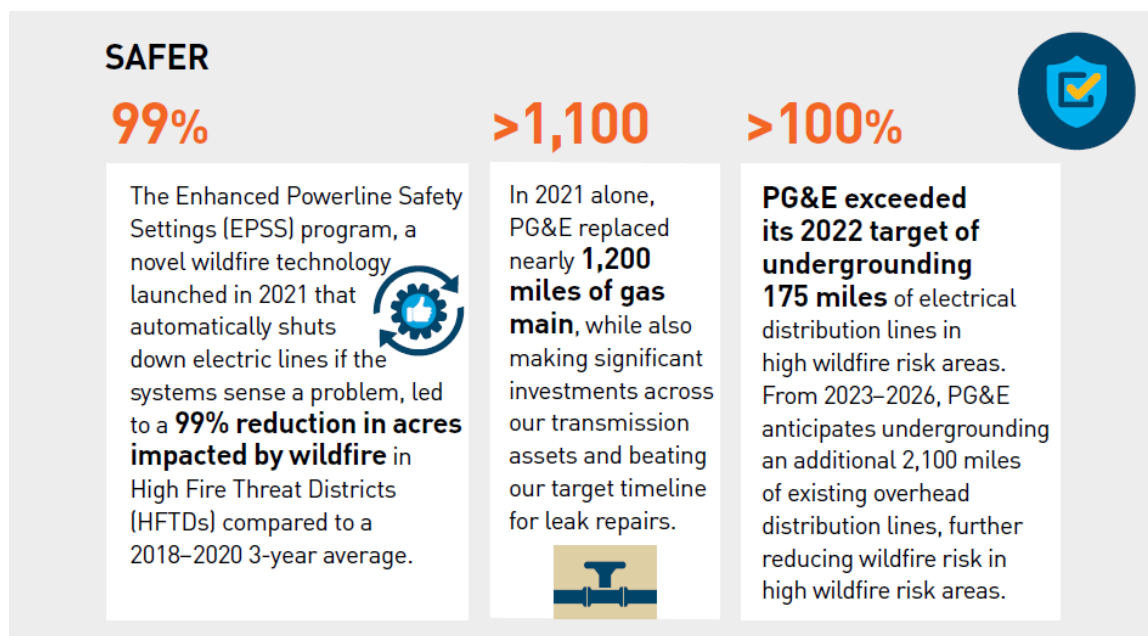 SAFER
99%
The Enhanced Powerline Safety
Settings (EPSS) program, a
novel wildfire technology
launched in 2021 that
automatically shuts
down electric lines if the
systems sense a problem, led
to a 99% reduction in acres
impacted by wildfire in
High Fire Threat Districts
(HFTDs) compared to a
2018–2020 3-year average.
>1,100
In 2021 alone,
PG&E replaced
nearly 1,200
miles of gas
main, while also
making significant
investments across
our transmission
assets and beating
our target timeline
for leak repairs.
>100%
PG&E exceeded
its 2022 target of
undergrounding
175 miles of electrical
distribution lines in
high wildfire risk areas.
From 2023–2026, PG&E
anticipates undergrounding
an additional 2,100 miles
of existing overhead
distribution lines, further
reducing wildfire risk in
high wildfire risk areas.